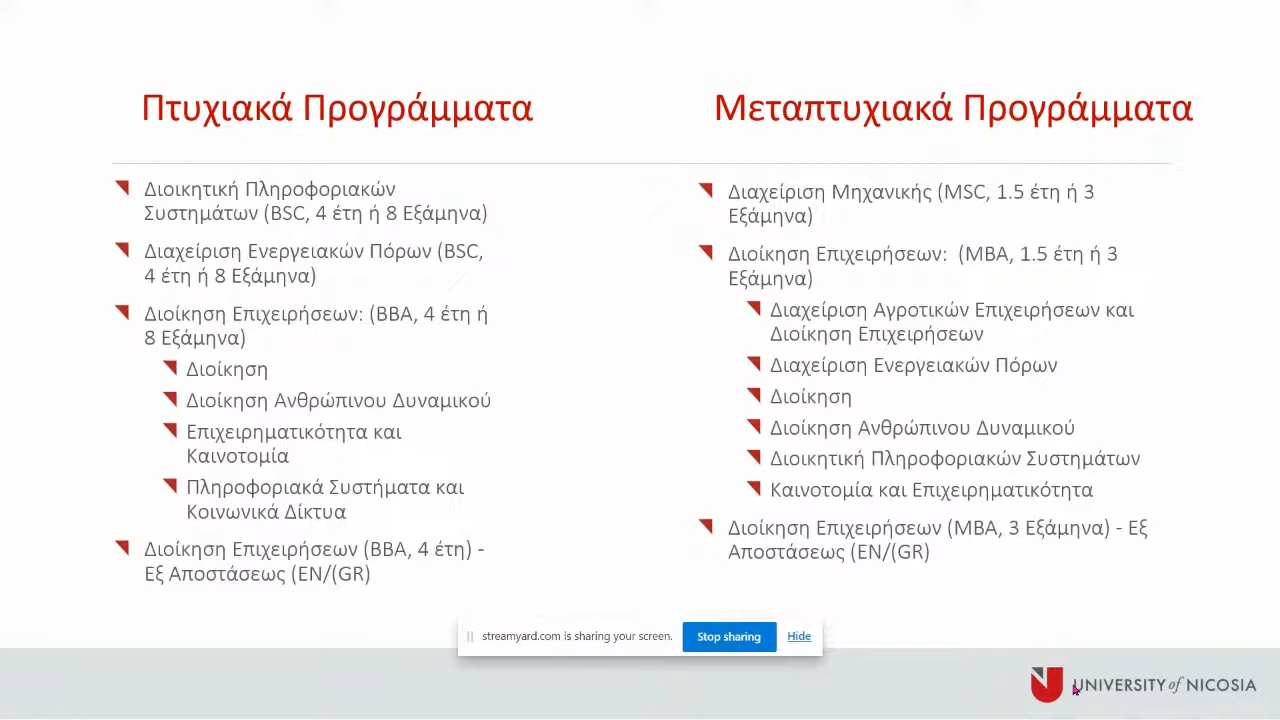 Πτυχιακά Προγράμματα
Διοικητική Πληροφοριακών
Συστημάτων (BSC, 4 έτη ή 8 Εξάμηνα)
Διαχείριση Ενεργειακών Πόρων (BSC,
4 έτη ή 8 Εξάμηνα)
Διοίκηση Επιχειρήσεων: (BBA, 4 έτη ή
8 Εξάμηνα)
Διοίκηση
Διοίκηση Ανθρώπινου Δυναμικού
Επιχειρηματικότητα και
Καινοτομία
Πληροφοριακά Συστήματα και
Κοινωνικά Δίκτυα
Διοίκηση Επιχειρήσεων (BBA, 4 έτη) -
Εξ Αποστάσεως (EN/(GR)
Μεταπτυχιακά Προγράμματα
Διαχείριση Μηχανικής (MSC, 1.5 έτη ή 3
Εξάμηνα)
Διοίκηση Επιχειρήσεων:  (MBA, 1.5 έτη ή 3
Εξάμηνα)
Διαχείριση Αγροτικών Επιχειρήσεων και
Διοίκηση Επιχειρήσεων
Διαχείριση Ενεργειακών Πόρων
Διοίκηση
Διοίκηση Ανθρώπινου Δυναμικού
Διοικητική Πληροφοριακών Συστημάτων
Καινοτομία και Επιχειρηματικότητα
Διοίκηση Επιχειρήσεων (MBA, 3 Εξάμηνα) - Εξ
Αποστάσεως (EN/(GR)
streamyard.com is sharing your screen. Stop sharing Hide
UNIVERSITY of NICOSIA